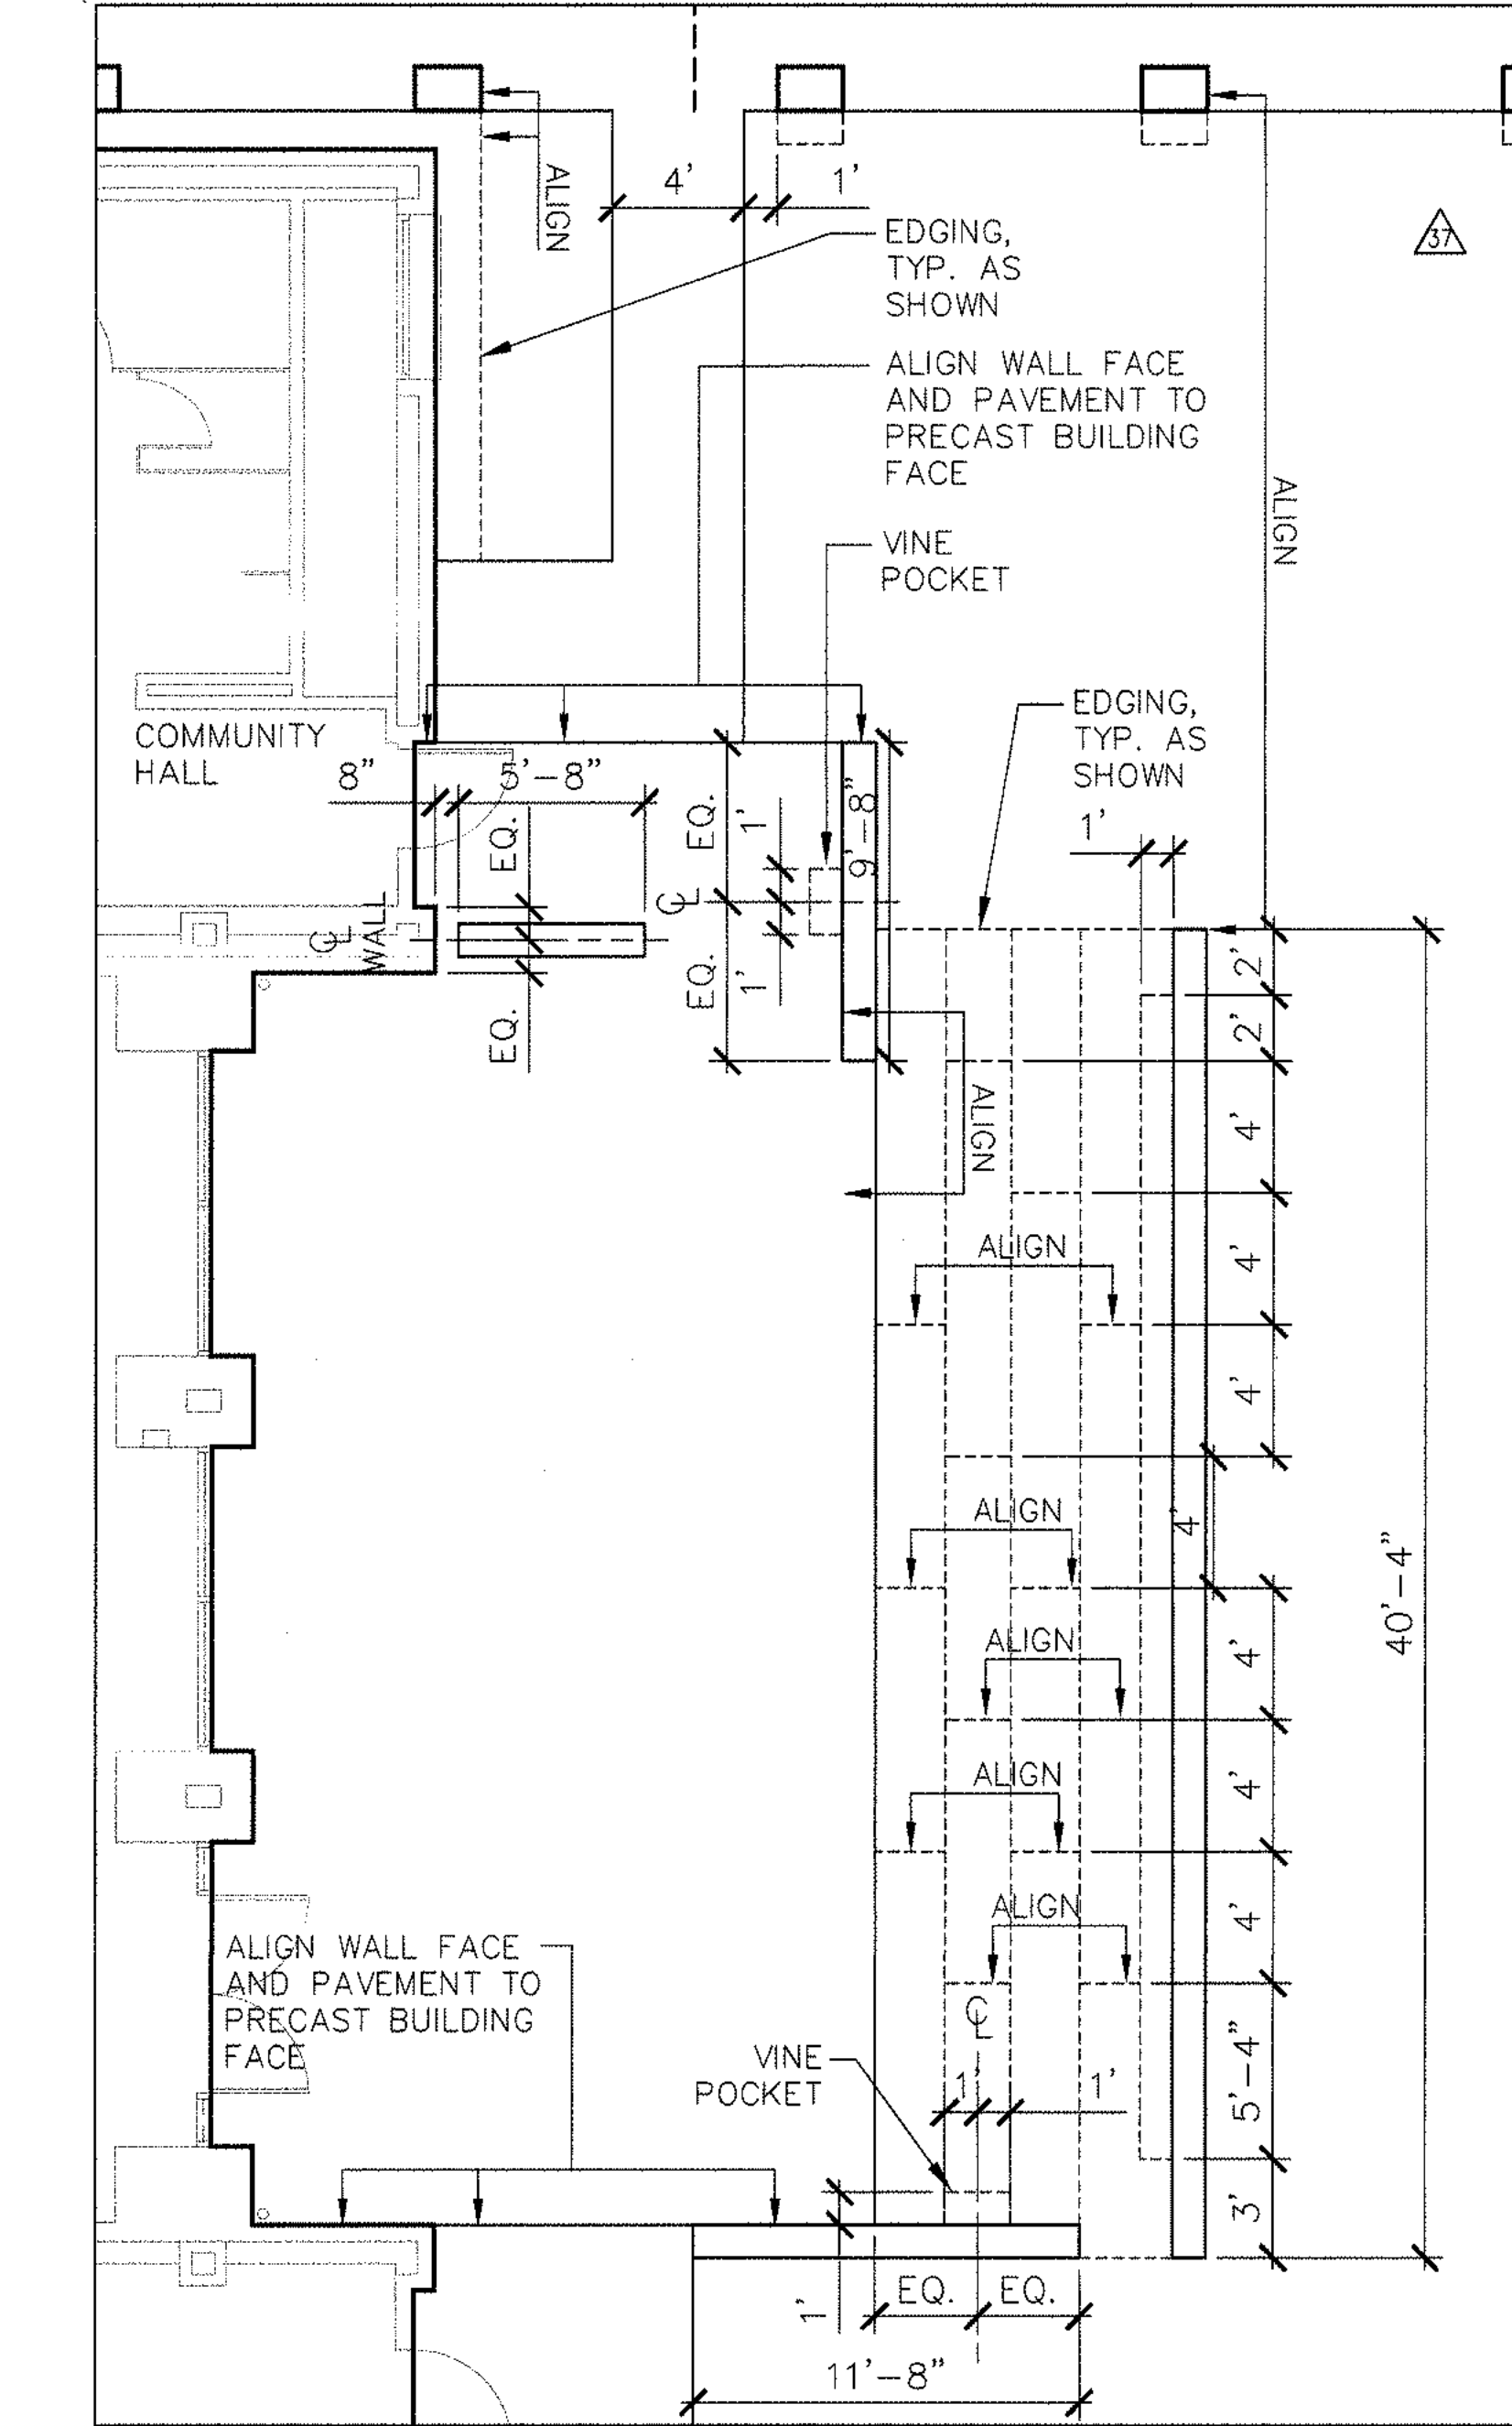 ALIGN
4'
1'
37
EDGING,
TYP. AS
SHOWN
ALIGN WALL FACE
AND PAVEMENT TO
PRECAST BUILDING
FACE
ALIGN
VINE
POCKET
EDGING,
TYP. AS
SHOWN
COMMUNITY
HALL
8"
5'-8"
EQ.
EQ.
EQ.
EQ.
1'
1'
9'-8"
1'
℄
℄
WALL
2'
2'
4'
ALIGN
4'
ALIGN
4'
ALIGN
4'
40'-4"
ALIGN
4'
ALIGN
4'
ALIGN
4'
ALIGN WALL FACE
AND PAVEMENT TO
PRECAST BUILDING
FACE
℄
VINE
POCKET
1'
1'
5'-4"
3'
1'
EQ.
EQ.
11'-8"